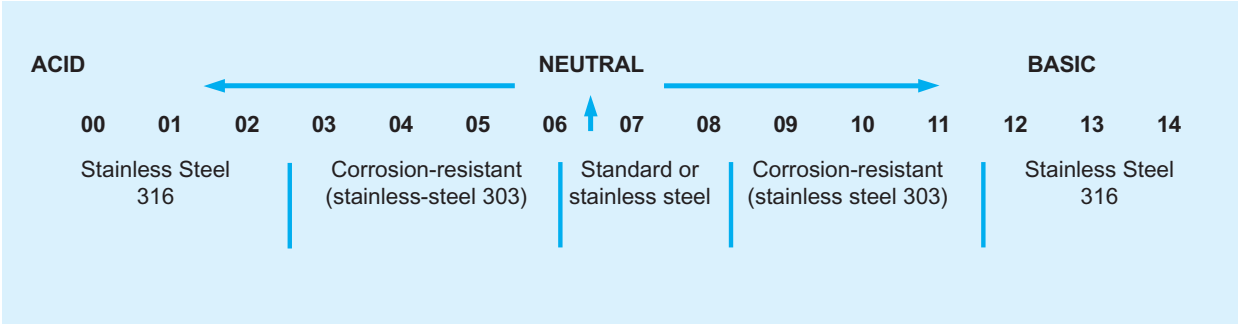 ACID NEUTRAL BASIC
00 01 02 03 04 05 06 07 08 09 10 11 12 13 14
Stainless Steel Corrosion-resistant Standard or Corrosion-resistant Stainless Steel
316 (stainless-steel 303) stainless steel (stainless steel 303) 316